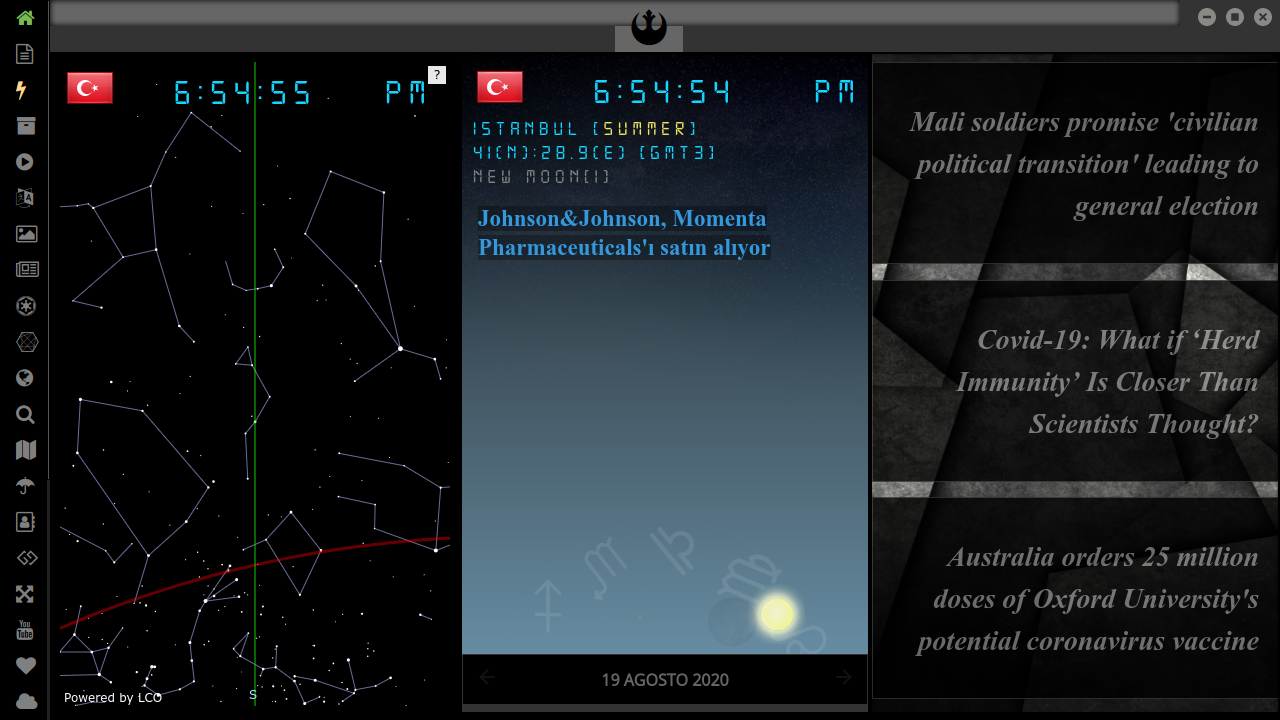 6:54:55 PM
?
Powered by LCO
S
6:54:54 PM
ISTANBUL (SUMMER)
41(N):28.9(E) (GMT3)
NEW MOON(1)
Johnson&Johnson, Momenta
Pharmaceuticals'ı satın alıyor
19 AGOSTO 2020
Mali soldiers promise 'civilian
political transition' leading to
general election
Covid-19: What if ‘Herd
Immunity’ Is Closer Than
Scientists Thought?
Australia orders 25 million
doses of Oxford University's
potential coronavirus vaccine
You
Tube